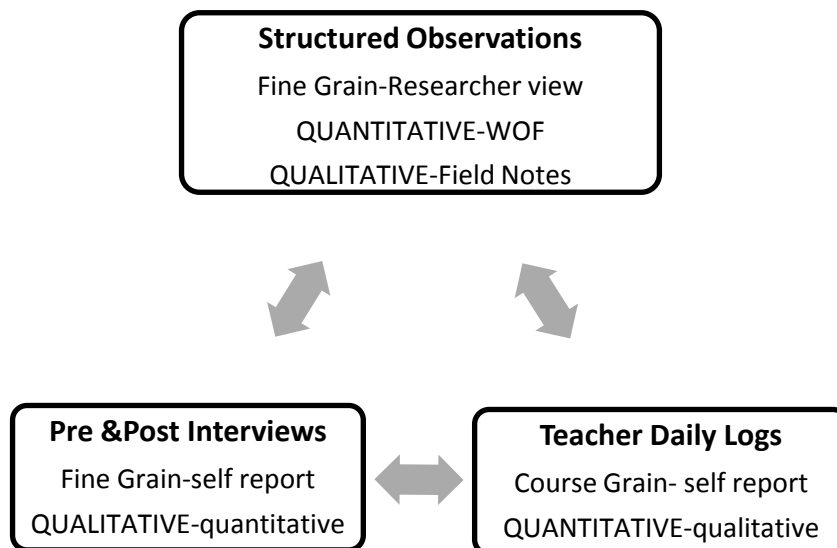 Structured Observations
Fine Grain-Researcher view
QUANTITATIVE-WOF
QUALITATIVE-Field Notes
Pre &Post Interviews
Fine Grain-self report
QUALITATIVE-quantitative
Teacher Daily Logs
Course Grain- self report
QUANTITATIVE-qualitative